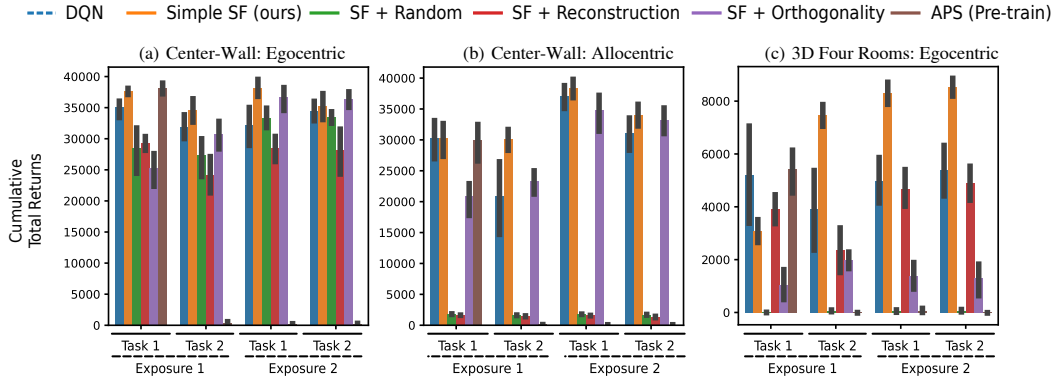 DQN Simple SF (ours) SF + Random SF + Reconstruction SF + Orthogonality APS (Pre-train)
(a) Center-Wall: Egocentric
(b) Center-Wall: Allocentric
(c) 3D Four Rooms: Egocentric
Cumulative
Total Returns
40000
35000
30000
25000
20000
15000
10000
5000
0
Task 1 Task 2 Task 1 Task 2
Exposure 1 Exposure 2
40000
35000
30000
25000
20000
15000
10000
5000
0
Task 1 Task 2 Task 1 Task 2
Exposure 1 Exposure 2
8000
6000
4000
2000
0
Task 1 Task 2 Task 1 Task 2
Exposure 1 Exposure 2